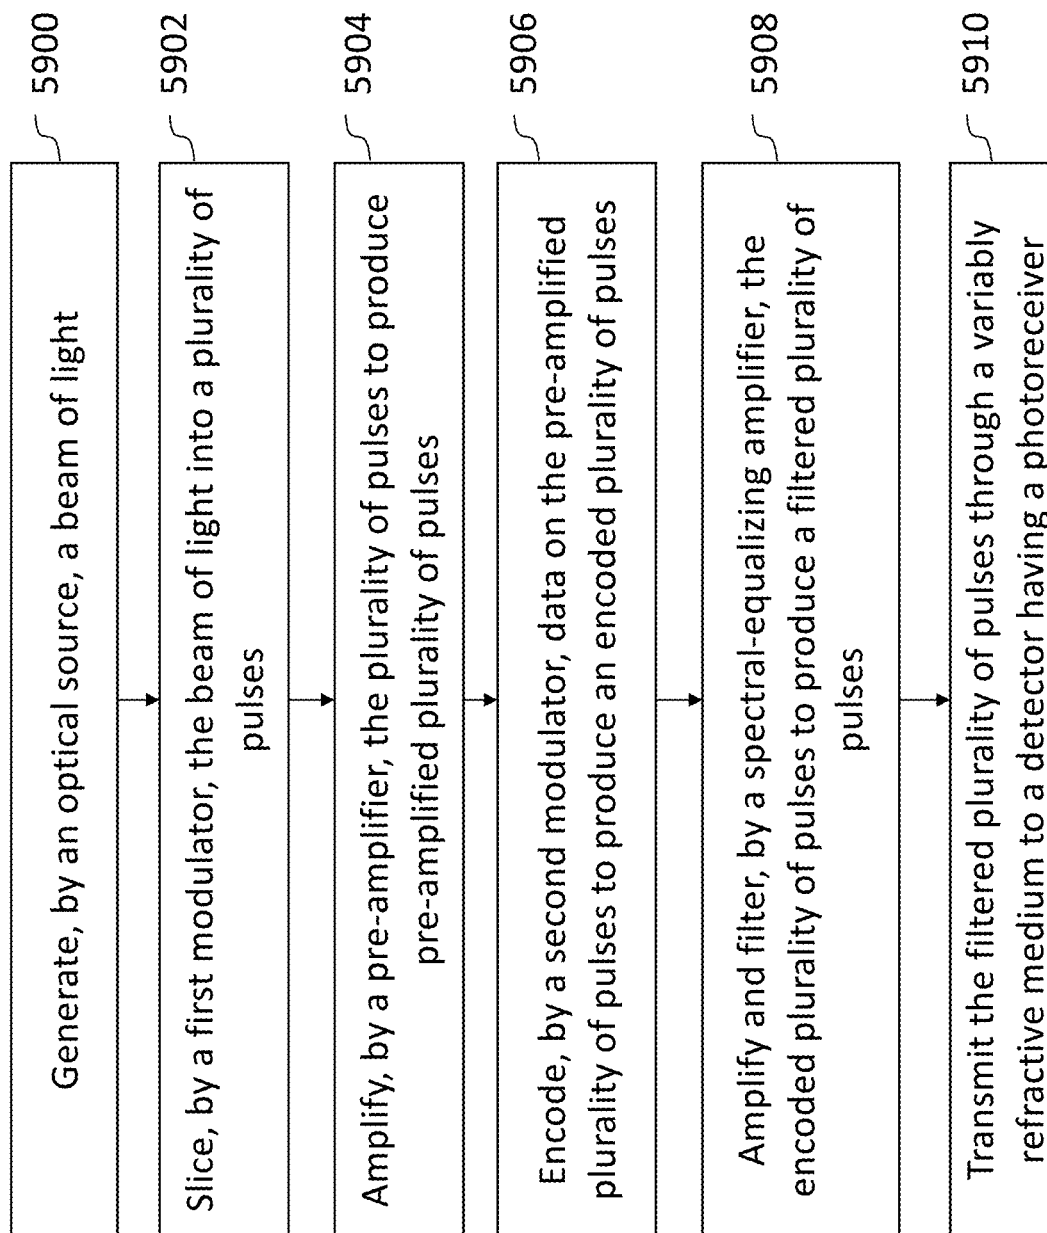 Generate, by an optical source, a beam of light
5900
Slice, by a first modulator, the beam of light into a plurality of
pulses
5902
Amplify, by a pre-amplifier, the plurality of pulses to produce
pre-amplified plurality of pulses
5904
Encode, by a second modulator, data on the pre-amplified
plurality of pulses to produce an encoded plurality of pulses
5906
Amplify and filter, by a spectral-equalizing amplifier, the
encoded plurality of pulses to produce a filtered plurality of
pulses
5908
Transmit the filtered plurality of pulses through a variably
refractive medium to a detector having a photoreceiver
5910